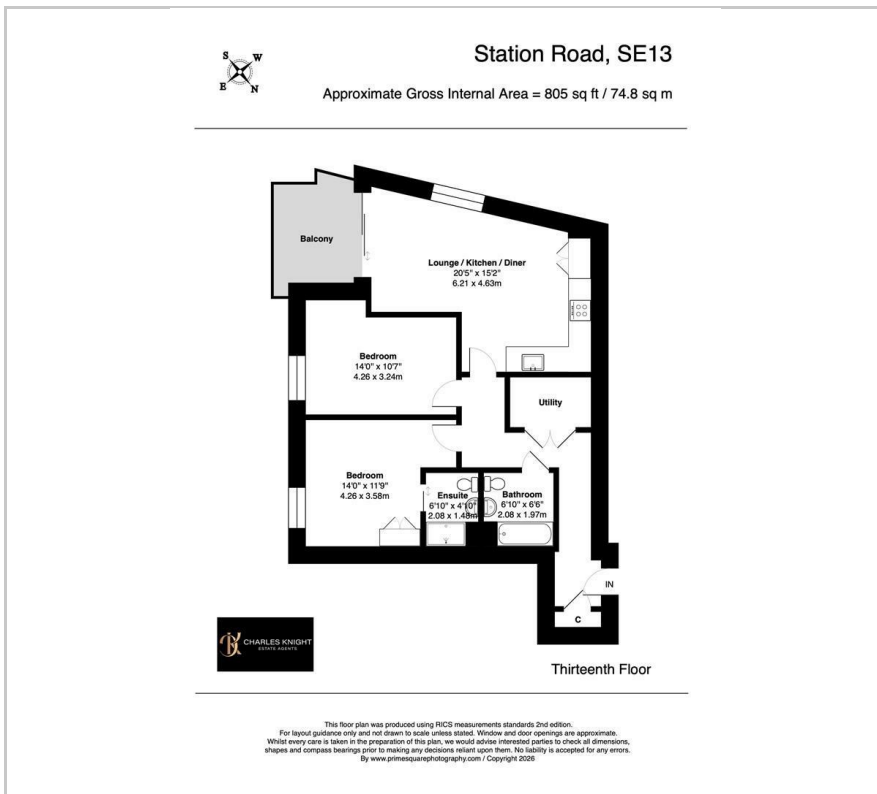 S W
E N
Station Road, SE13
Approximate Gross Internal Area = 805 sq ft / 74.8 sq m
Balcony
Lounge / Kitchen / Diner
20'5" x 15'2"
6.21 x 4.63m
Bedroom
14'0" x 10'7"
4.26 x 3.24m
Utility
Bedroom
14'0" x 11'9"
4.26 x 3.58m
Ensuite
6'10" x 4'10"
2.08 x 1.48m
Bathroom
6'10" x 6'6"
2.08 x 1.97m
IN
C
CHARLES KNIGHT
ESTATE AGENTS
Thirteenth Floor
This floor plan was produced using RICS measurements standards 2nd edition.
For layout guidance only and not drawn to scale unless stated. Window and door openings are approximate.
Whilst every care is taken in the preparation of this plan, we would advise interested parties to check all dimensions,
shapes and compass bearings prior to making any decisions reliant upon them. No liability is accepted for any errors.
By www.primesquarephotography.com / Copyright 2026